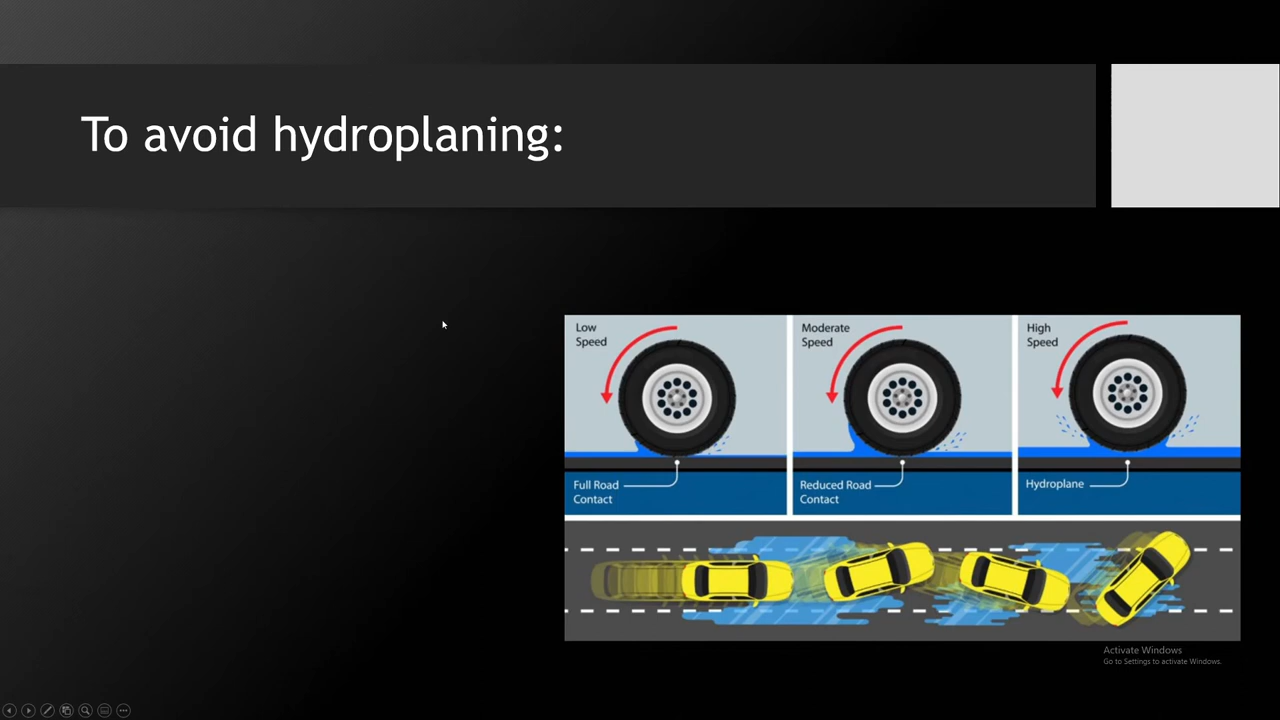 To avoid hydroplaning:
Low
Speed
Moderate
Speed
High
Speed
Full Road
Contact
Reduced Road
Contact
Hydroplane
Activate Windows
Go to Settings to activate Windows.